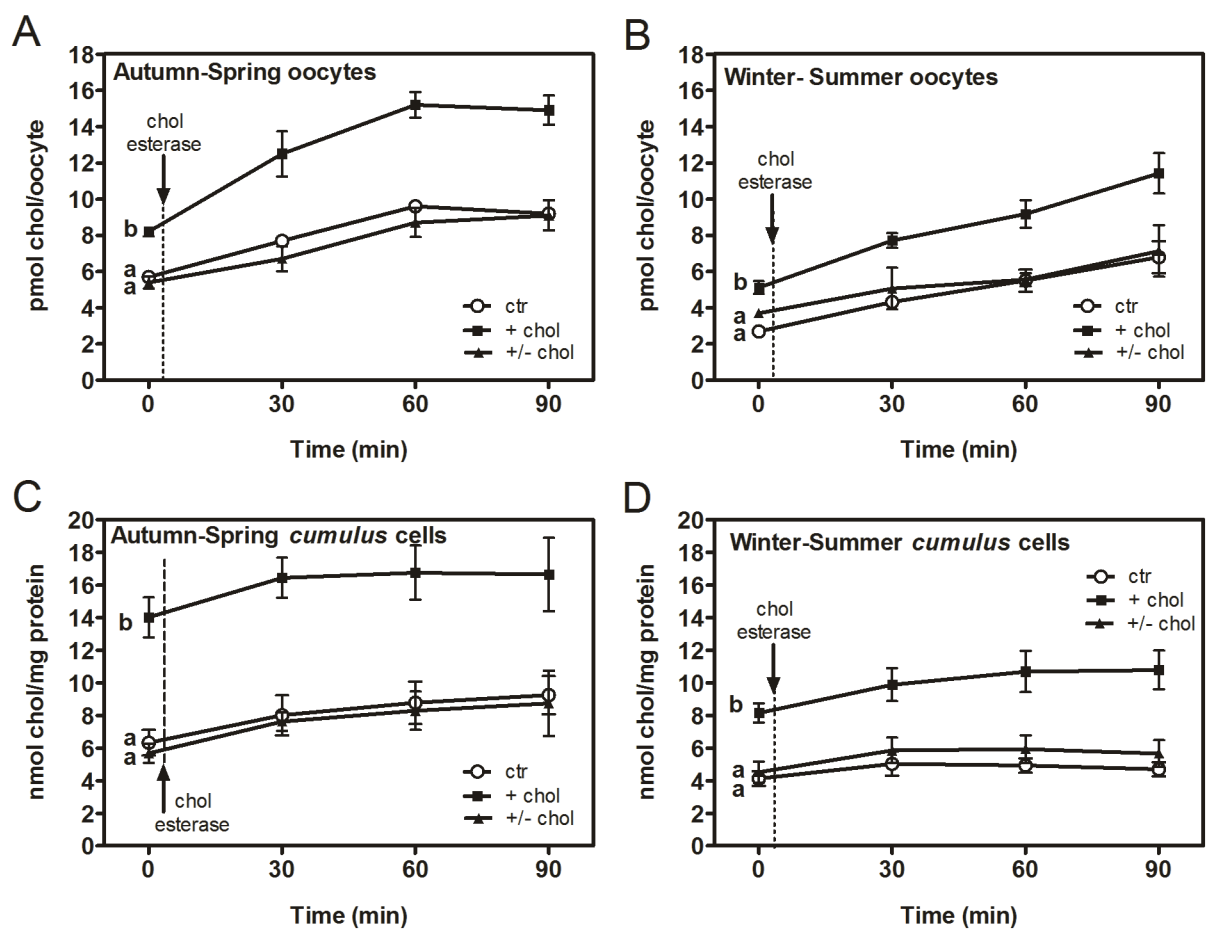 A
Autumn-Spring oocytes
pmol chol/oocyte
18
16
14
12
10
8
6
4
2
0
chol
esterase
b
a
a
ctr
+ chol
+/- chol
0 30 60 90
Time (min)
B
Winter- Summer oocytes
pmol chol/oocyte
18
16
14
12
10
8
6
4
2
0
chol
esterase
b
a
a
ctr
+ chol
+/- chol
0 30 60 90
Time (min)
C
Autumn-Spring cumulus cells
nmol chol/mg protein
20
18
16
14
12
10
8
6
4
2
0
b
a
a
chol
esterase
ctr
+ chol
+/- chol
0 30 60 90
Time (min)
D
Winter-Summer cumulus cells
nmol chol/mg protein
20
18
16
14
12
10
8
6
4
2
0
ctr
+ chol
+/- chol
chol
esterase
b
a
a
0 30 60 90
Time (min)